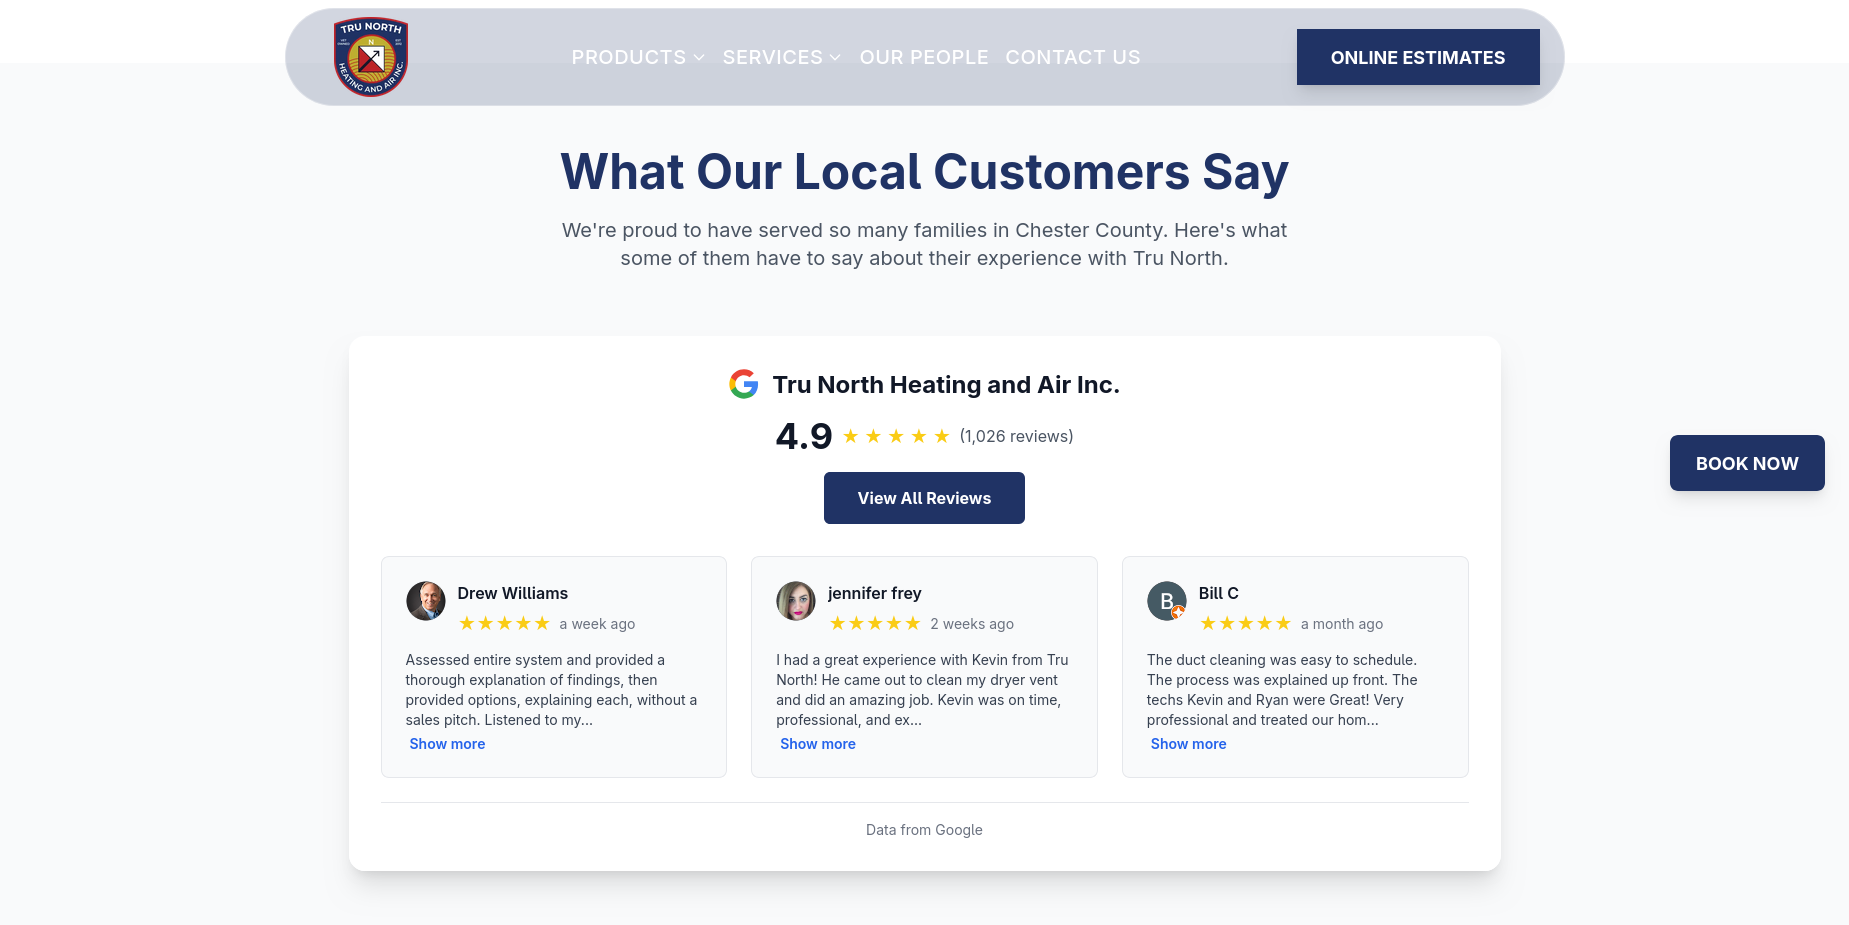 TRU NORTH
N
HEATING AND AIR INC.
PRODUCTS
SERVICES
OUR PEOPLE
CONTACT US
ONLINE ESTIMATES
What Our Local Customers Say
We're proud to have served so many families in Chester County. Here's what
some of them have to say about their experience with Tru North.
Tru North Heating and Air Inc.
4.9 ★★★★★ (1,026 reviews)
View All Reviews
BOOK NOW
Drew Williams
★★★★★ a week ago
Assessed entire system and provided a
thorough explanation of findings, then
provided options, explaining each, without a
sales pitch. Listened to my...
Show more
jennifer frey
★★★★★ 2 weeks ago
I had a great experience with Kevin from Tru
North! He came out to clean my dryer vent
and did an amazing job. Kevin was on time,
professional, and ex...
Show more
B
Bill C
★★★★★ a month ago
The duct cleaning was easy to schedule.
The process was explained up front. The
techs Kevin and Ryan were Great! Very
professional and treated our hom...
Show more
Data from Google